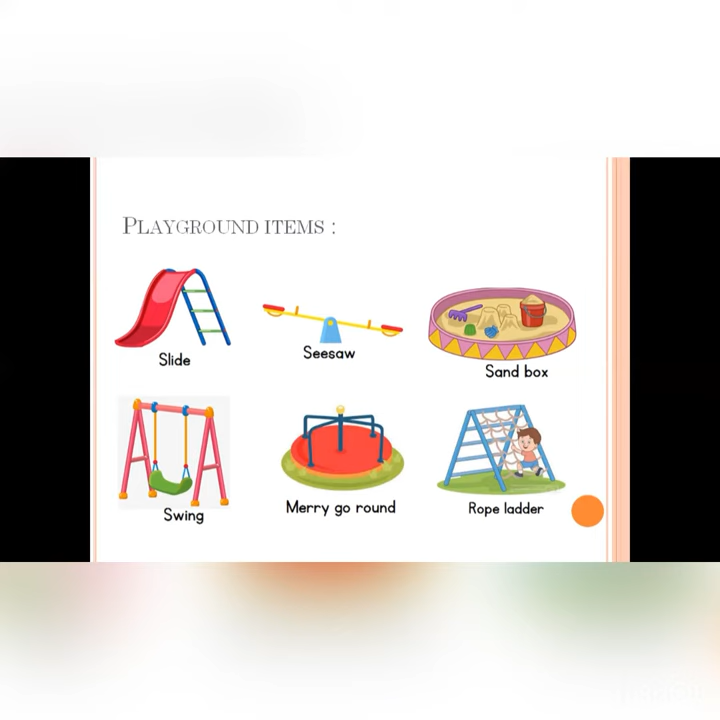 PLAYGROUND ITEMS :
Slide
Seesaw
Sand box
Swing
Merry go round
Rope ladder